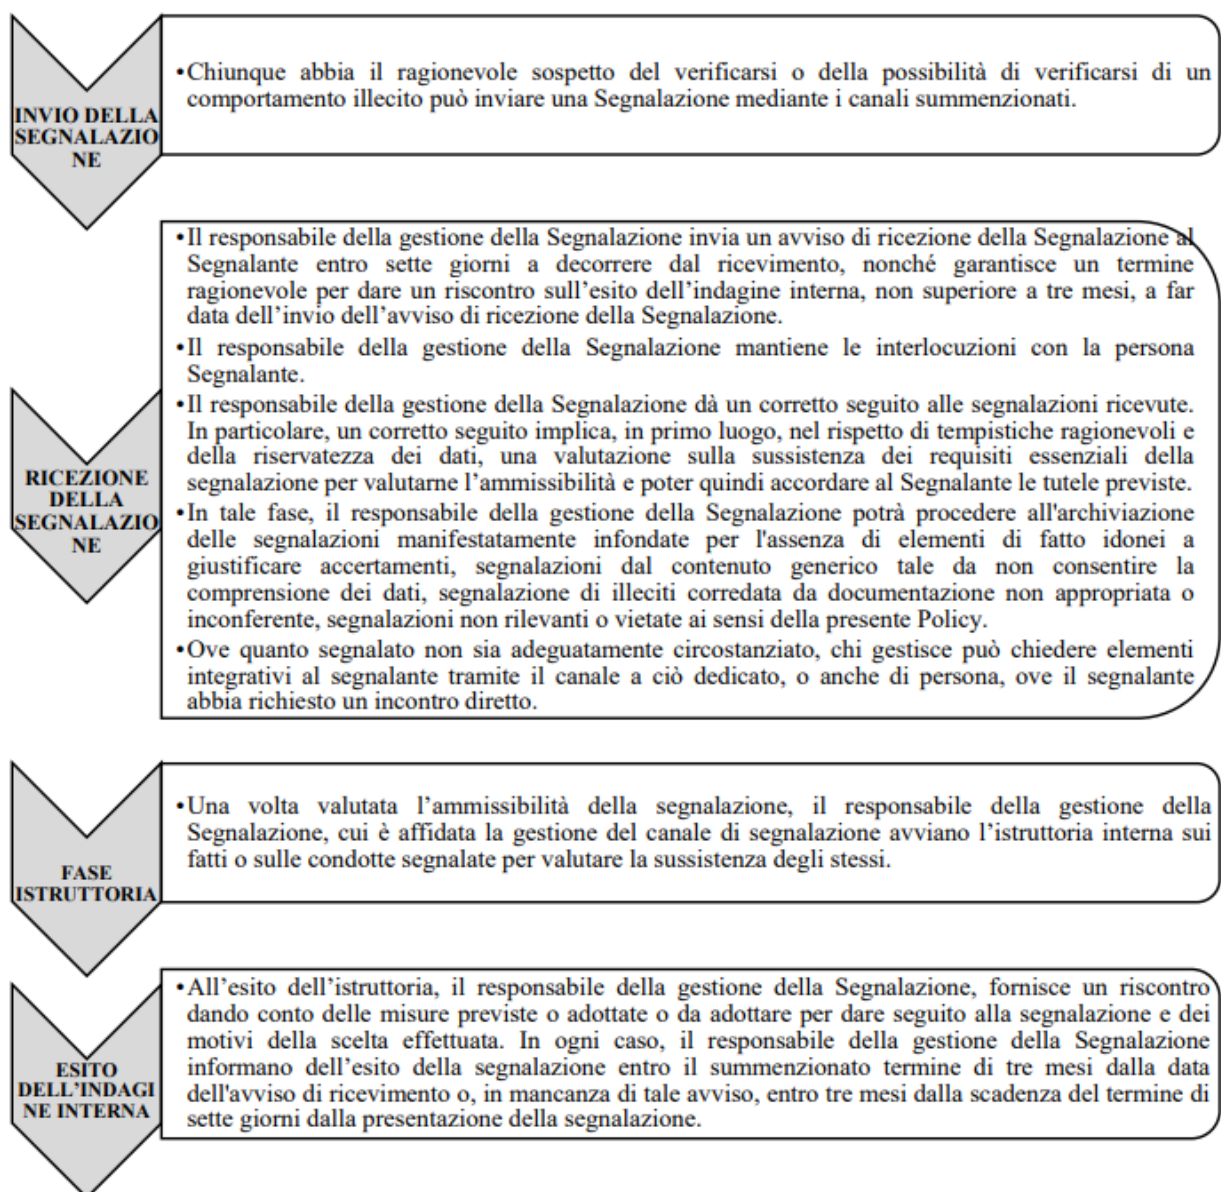 INVIO DELLA
SEGNALAZIO
NE
•Chiunque abbia il ragionevole sospetto del verificarsi o della possibilità di verificarsi di un
comportamento illecito può inviare una Segnalazione mediante i canali summenzionati.
RICEZIONE
DELLA
SEGNALAZIO
NE
•Il responsabile della gestione della Segnalazione invia un avviso di ricezione della Segnalazione al
Segnalante entro sette giorni a decorrere dal ricevimento, nonché garantisce un termine
ragionevole per dare un riscontro sull’esito dell’indagine interna, non superiore a tre mesi, a far
data dell’invio dell’avviso di ricezione della Segnalazione.
•Il responsabile della gestione della Segnalazione mantiene le interlocuzioni con la persona
Segnalante.
•Il responsabile della gestione della Segnalazione dà un corretto seguito alle segnalazioni ricevute.
In particolare, un corretto seguito implica, in primo luogo, nel rispetto di tempistiche ragionevoli e
della riservatezza dei dati, una valutazione sulla sussistenza dei requisiti essenziali della
segnalazione per valutarne l’ammissibilità e poter quindi accordare al Segnalante le tutele previste.
•In tale fase, il responsabile della gestione della Segnalazione potrà procedere all'archiviazione
delle segnalazioni manifestatamente infondate per l'assenza di elementi di fatto idonei a
giustificare accertamenti, segnalazioni dal contenuto generico tale da non consentire la
comprensione dei dati, segnalazione di illeciti corredata da documentazione non appropriata o
inconferente, segnalazioni non rilevanti o vietate ai sensi della presente Policy.
•Ove quanto segnalato non sia adeguatamente circostanziato, chi gestisce può chiedere elementi
integrativi al segnalante tramite il canale a ciò dedicato, o anche di persona, ove il segnalante
abbia richiesto un incontro diretto.
FASE
ISTRUTTORIA
•Una volta valutata l’ammissibilità della segnalazione, il responsabile della gestione della
Segnalazione, cui è affidata la gestione del canale di segnalazione avviano l’istruttoria interna sui
fatti o sulle condotte segnalate per valutare la sussistenza degli stessi.
ESITO
DELL’INDAGI
NE INTERNA
•All’esito dell’istruttoria, il responsabile della gestione della Segnalazione, fornisce un riscontro
dando conto delle misure previste o adottate o da adottare per dare seguito alla segnalazione e dei
motivi della scelta effettuata. In ogni caso, il responsabile della gestione della Segnalazione
informano dell’esito della segnalazione entro il summenzionato termine di tre mesi dalla data
dell'avviso di ricevimento o, in mancanza di tale avviso, entro tre mesi dalla scadenza del termine di
sette giorni dalla presentazione della segnalazione.